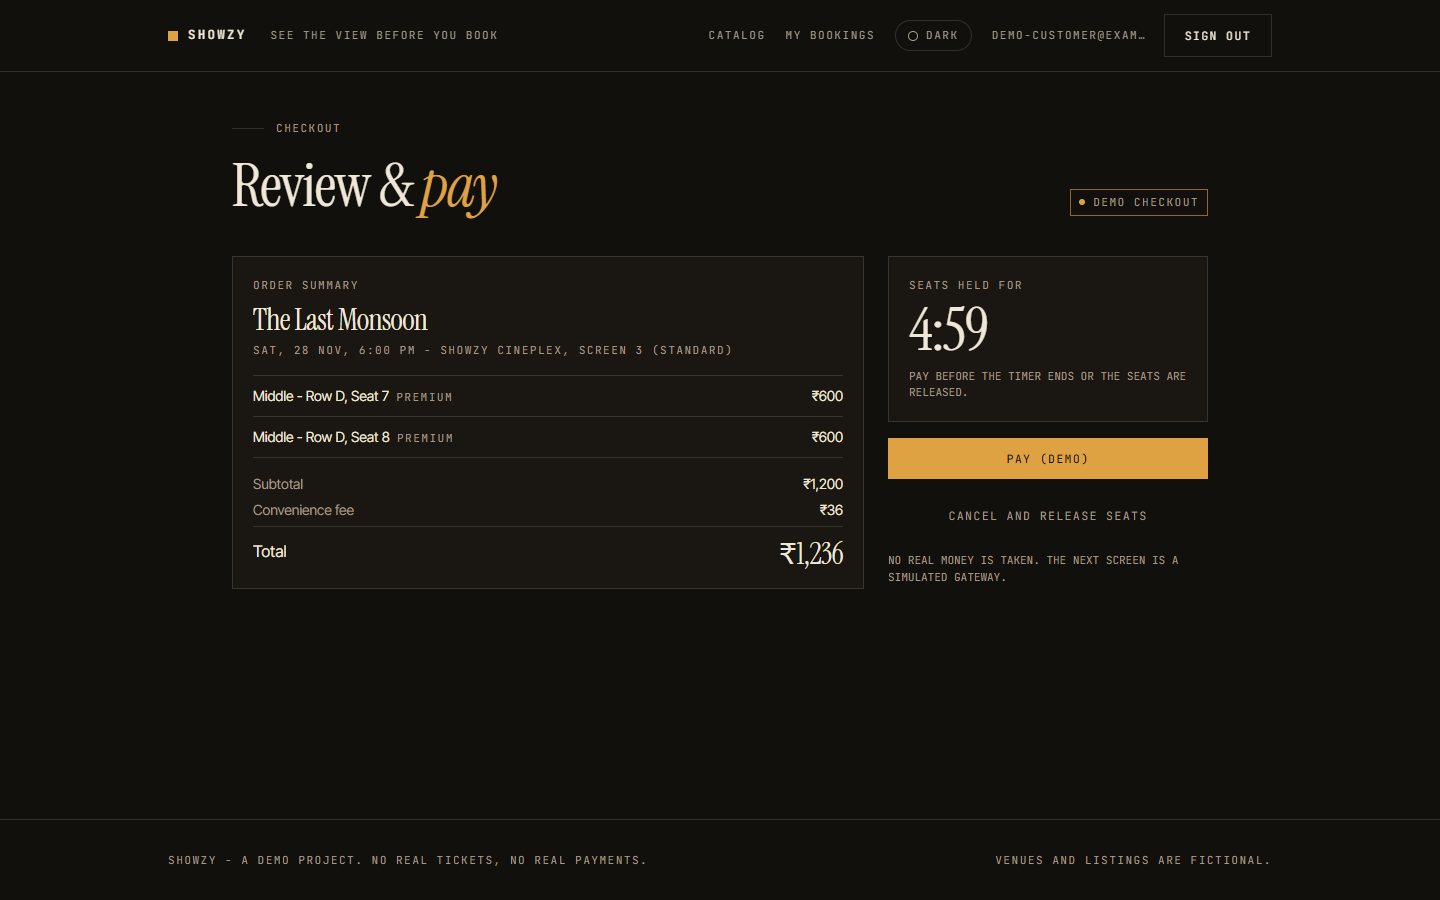 SHOWZY SEE THE VIEW BEFORE YOU BOOK CATALOG MY BOOKINGS DARK DEMO-CUSTOMER@EXAM… SIGN OUT
CHECKOUT
Review & pay
DEMO CHECKOUT
ORDER SUMMARY
The Last Monsoon
SAT, 28 NOV, 6:00 PM - SHOWZY CINEPLEX, SCREEN 3 (STANDARD)
Middle - Row D, Seat 7 PREMIUM ₹600
Middle - Row D, Seat 8 PREMIUM ₹600
Subtotal ₹1,200
Convenience fee ₹36
Total ₹1,236
SEATS HELD FOR
4:59
PAY BEFORE THE TIMER ENDS OR THE SEATS ARE
RELEASED.
PAY (DEMO)
CANCEL AND RELEASE SEATS
NO REAL MONEY IS TAKEN. THE NEXT SCREEN IS A
SIMULATED GATEWAY.
SHOWZY - A DEMO PROJECT. NO REAL TICKETS, NO REAL PAYMENTS. VENUES AND LISTINGS ARE FICTIONAL.